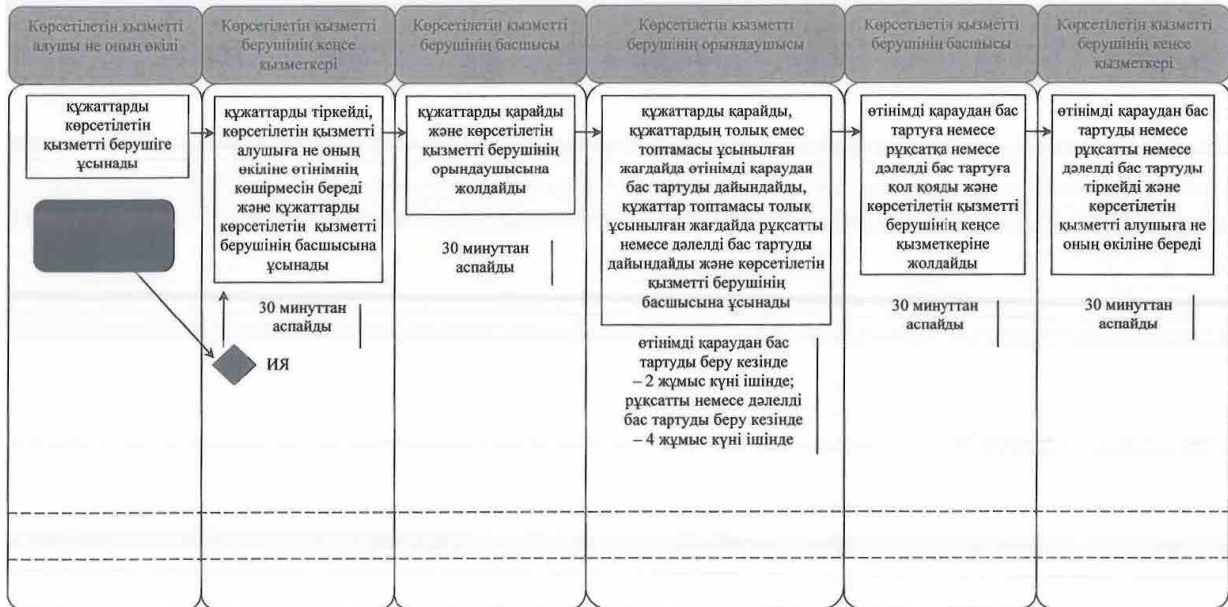 Көрсетілетін қызметті
алушы не оның өкілі
Көрсетілетін қызметті
берушінің кеңсе
қызметкері
Көрсетілетін қызметті
берушінің басшысы
Көрсетілетін қызметті
берушінің орындаушысы
Көрсетілетін қызметті
берушінің басшысы
Көрсетілетін қызметті
берушінің кеңсе
қызметкері
құжаттарды
көрсетілетін
қызметті берушіге
ұсынады
құжаттарды тіркейді,
көрсетілетін қызметті
алушыға не оның
өкіліне өтінімнің
көшірмесін береді
және құжаттарды
көрсетілетін қызметті
берушінің басшысына
ұсынады
30 минуттан
аспайды
ИЯ
құжаттарды қарайды
және көрсетілетін
қызметті берушінің
орындаушысына
жолдайды
30 минуттан
аспайды
құжаттарды қарайды,
құжаттардың толық емес
топтамасы ұсынылған
жағдайда өтінімді қараудан
бас тартуды дайындайды,
құжаттар топтамасы толық
ұсынылған жағдайда рұқсатты
немесе дәлелді бас тартуды
дайындайды және көрсетілетін
қызметті берушінің
басшысына ұсынады
өтінімді қараудан бас
тартуды беру кезінде
– 2 жұмыс күні ішінде;
рұқсатты немесе дәлелді
бас тартуды беру кезінде
– 4 жұмыс күні ішінде
өтінімді қараудан бас
тартуға немесе
рұқсатқа немесе
дәлелді бас тартуға
қол қояды және
көрсетілетін қызметті
берушінің кеңсе
қызметкеріне
жолдайды
30 минуттан
аспайды
өтінімді қараудан бас
тартуды немесе
рұқсатты немесе
дәлелді бас тартуды
тіркейді және
көрсетілетін
қызметті алушыға не
оның өкіліне береді
30 минуттан
аспайды